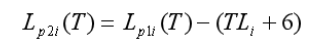 L_{p2i}(T) = L_{p1i}(T) − (TL_i + 6)